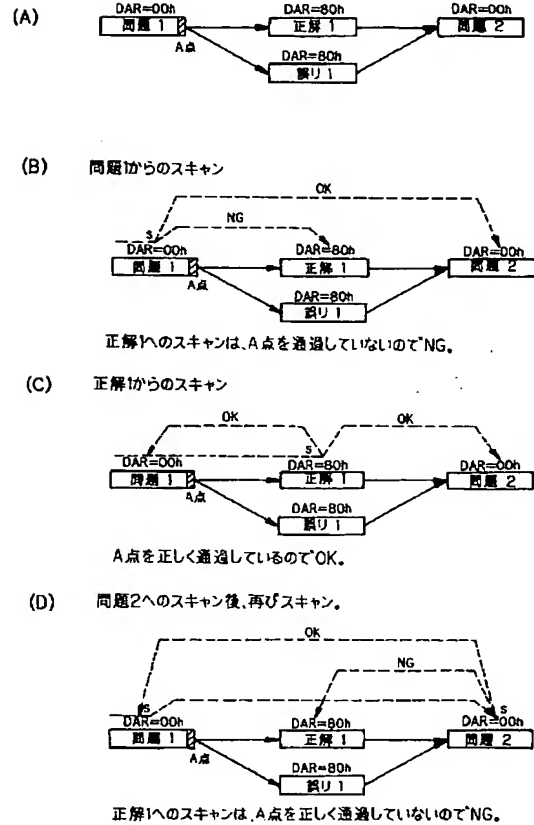 (A)
DAR=00h DAR=80h DAR=00h
問題 1 正解 1 問題 2
A点
DAR=80h
誤り 1
(B) 問題1からのスキャン
OK
S NG
DAR=00h DAR=80h DAR=00h
問題 1 正解 1 問題 2
A点
DAR=80h
誤り 1
正解1へのスキャンは、A点を通過していないのでNG。
(C) 正解1からのスキャン
OK OK
S
DAR=00h DAR=80h DAR=00h
問題 1 正解 1 問題 2
A点
DAR=80h
誤り 1
A点を正しく通過しているのでOK。
(D) 問題2へのスキャン後、再びスキャン。
OK
NG
S S
DAR=00h DAR=80h DAR=00h
問題 1 正解 1 問題 2
A点
DAR=80h
誤り 1
正解1へのスキャンは、A点を正しく通過していないのでNG。